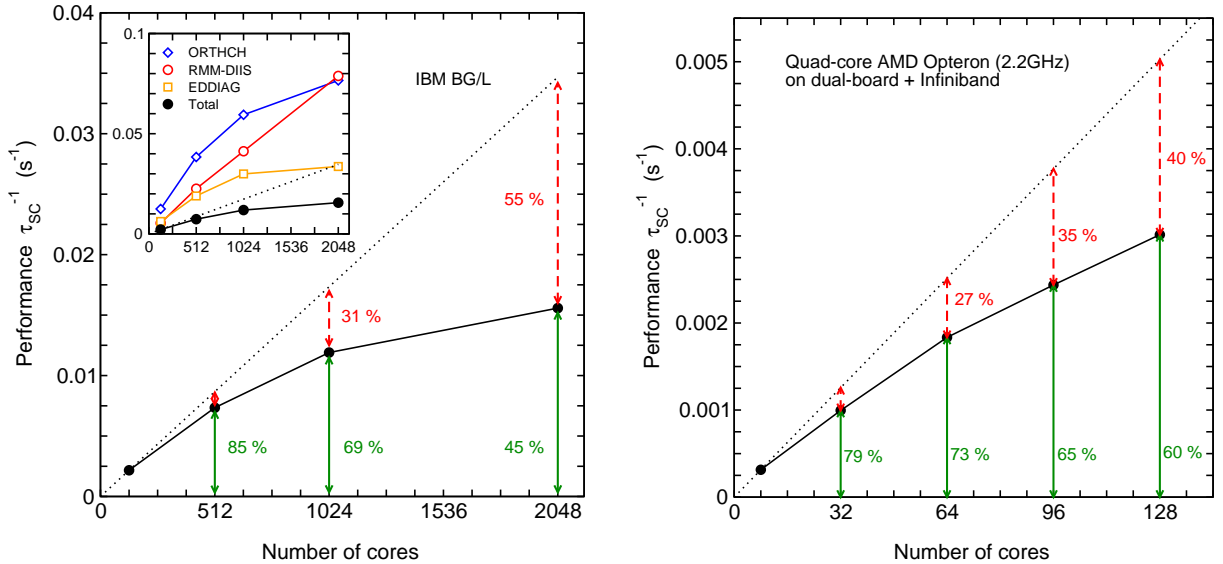 0.04
0.03
0.02
0.01
0
Performance τSC⁻¹ (s⁻¹)
0.1
0.05
0
ORTHCH
RMM-DIIS
EDDIAG
Total
0 512 1024 1536 2048
IBM BG/L
55 %
31 %
85 %
69 %
45 %
0 512 1024 1536 2048
Number of cores
0.005
0.004
0.003
0.002
0.001
0
Performance τSC⁻¹ (s⁻¹)
Quad-core AMD Opteron (2.2GHz)
on dual-board + Infiniband
40 %
35 %
27 %
79 %
73 %
65 %
60 %
0 32 64 96 128
Number of cores